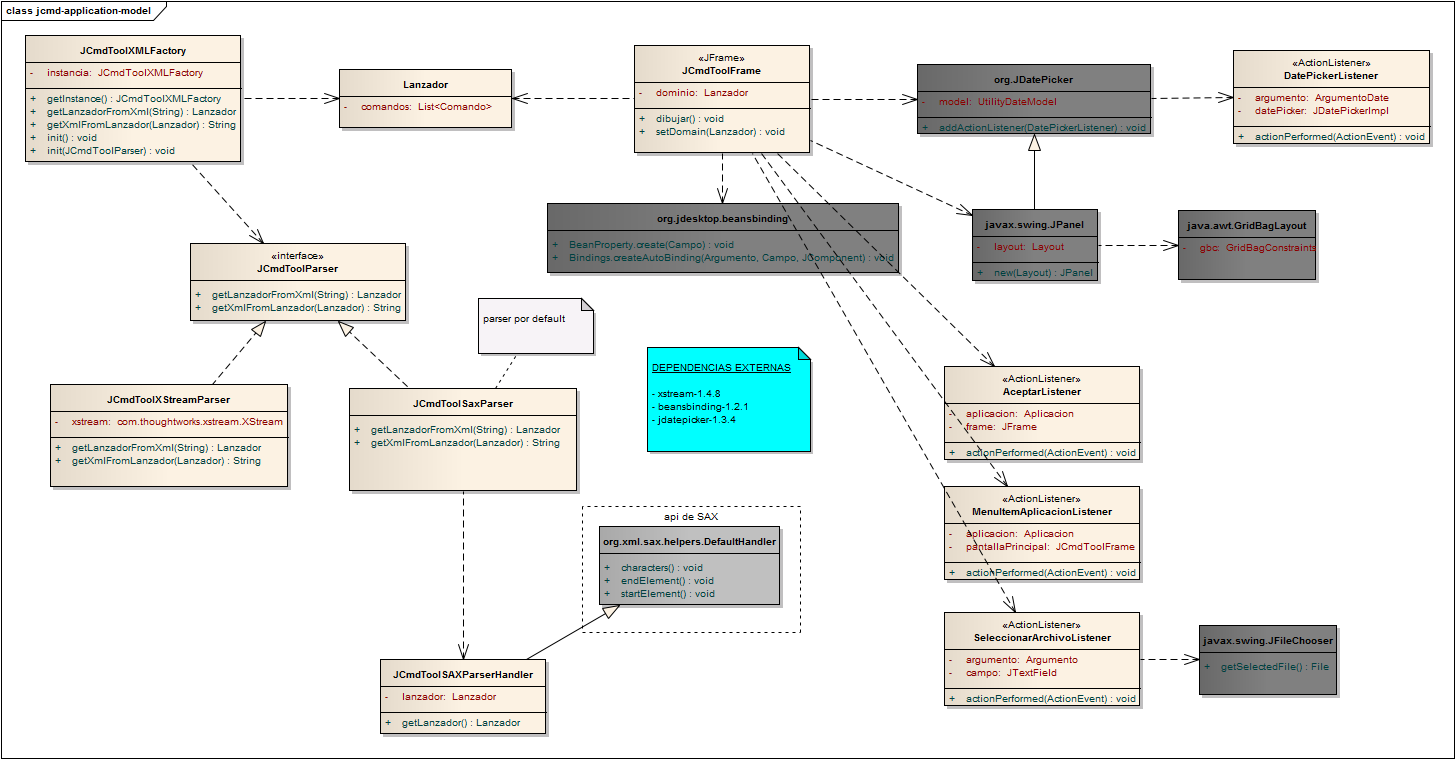 class jcmd-application-model
JCmdToolXMLFactory
- instancia: JCmdToolXMLFactory
+ getInstance() : JCmdToolXMLFactory
+ getLanzadorFromXml(String) : Lanzador
+ getXmlFromLanzador(Lanzador) : String
+ init() : void
+ init(JCmdToolParser) : void
Lanzador
- comandos: List<Comando>
«JFrame»
JCmdToolFrame
- dominio: Lanzador
+ dibujar() : void
+ setDomain(Lanzador) : void
org.JDatePicker
- model: UtilityDateModel
+ addActionListener(DatePickerListener) : void
«ActionListener»
DatePickerListener
- argumento: ArgumentoDate
- datePicker: JDatePickerImpl
+ actionPerformed(ActionEvent) : void
org.jdesktop.beansbinding
+ BeanProperty.create(Campo) : void
+ Bindings.createAutoBinding(Argumento, Campo, JComponent) : void
javax.swing.JPanel
- layout: Layout
+ new(Layout) : JPanel
java.awt.GridBagLayout
- gbc: GridBagConstraints
«interface»
JCmdToolParser
+ getLanzadorFromXml(String) : Lanzador
+ getXmlFromLanzador(Lanzador) : String
parser por default
DEPENDENCIAS EXTERNAS
- xstream-1.4.8
- beansbinding-1.2.1
- jdatepicker-1.3.4
JCmdToolXStreamParser
- xstream: com.thoughtworks.xstream.XStream
+ getLanzadorFromXml(String) : Lanzador
+ getXmlFromLanzador(Lanzador) : String
JCmdToolSaxParser
+ getLanzadorFromXml(String) : Lanzador
+ getXmlFromLanzador(Lanzador) : String
«ActionListener»
AceptarListener
- aplicacion: Aplicacion
- frame: JFrame
+ actionPerformed(ActionEvent) : void
«ActionListener»
MenuItemAplicacionListener
- aplicacion: Aplicacion
- pantallaPrincipal: JCmdToolFrame
+ actionPerformed(ActionEvent) : void
api de SAX
org.xml.sax.helpers.DefaultHandler
+ characters() : void
+ endElement() : void
+ startElement() : void
«ActionListener»
SeleccionarArchivoListener
- argumento: Argumento
- campo: JTextField
+ actionPerformed(ActionEvent) : void
javax.swing.JFileChooser
+ getSelectedFile() : File
JCmdToolSAXParserHandler
- lanzador: Lanzador
+ getLanzador() : Lanzador